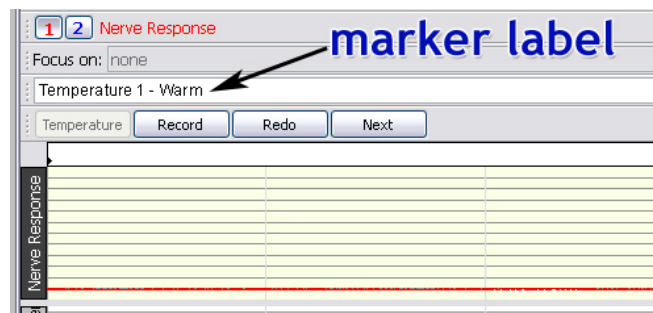 1 2 Nerve Response
marker label
Focus on: none
Temperature 1 - Warm
Temperature Record Redo Next
Nerve Response